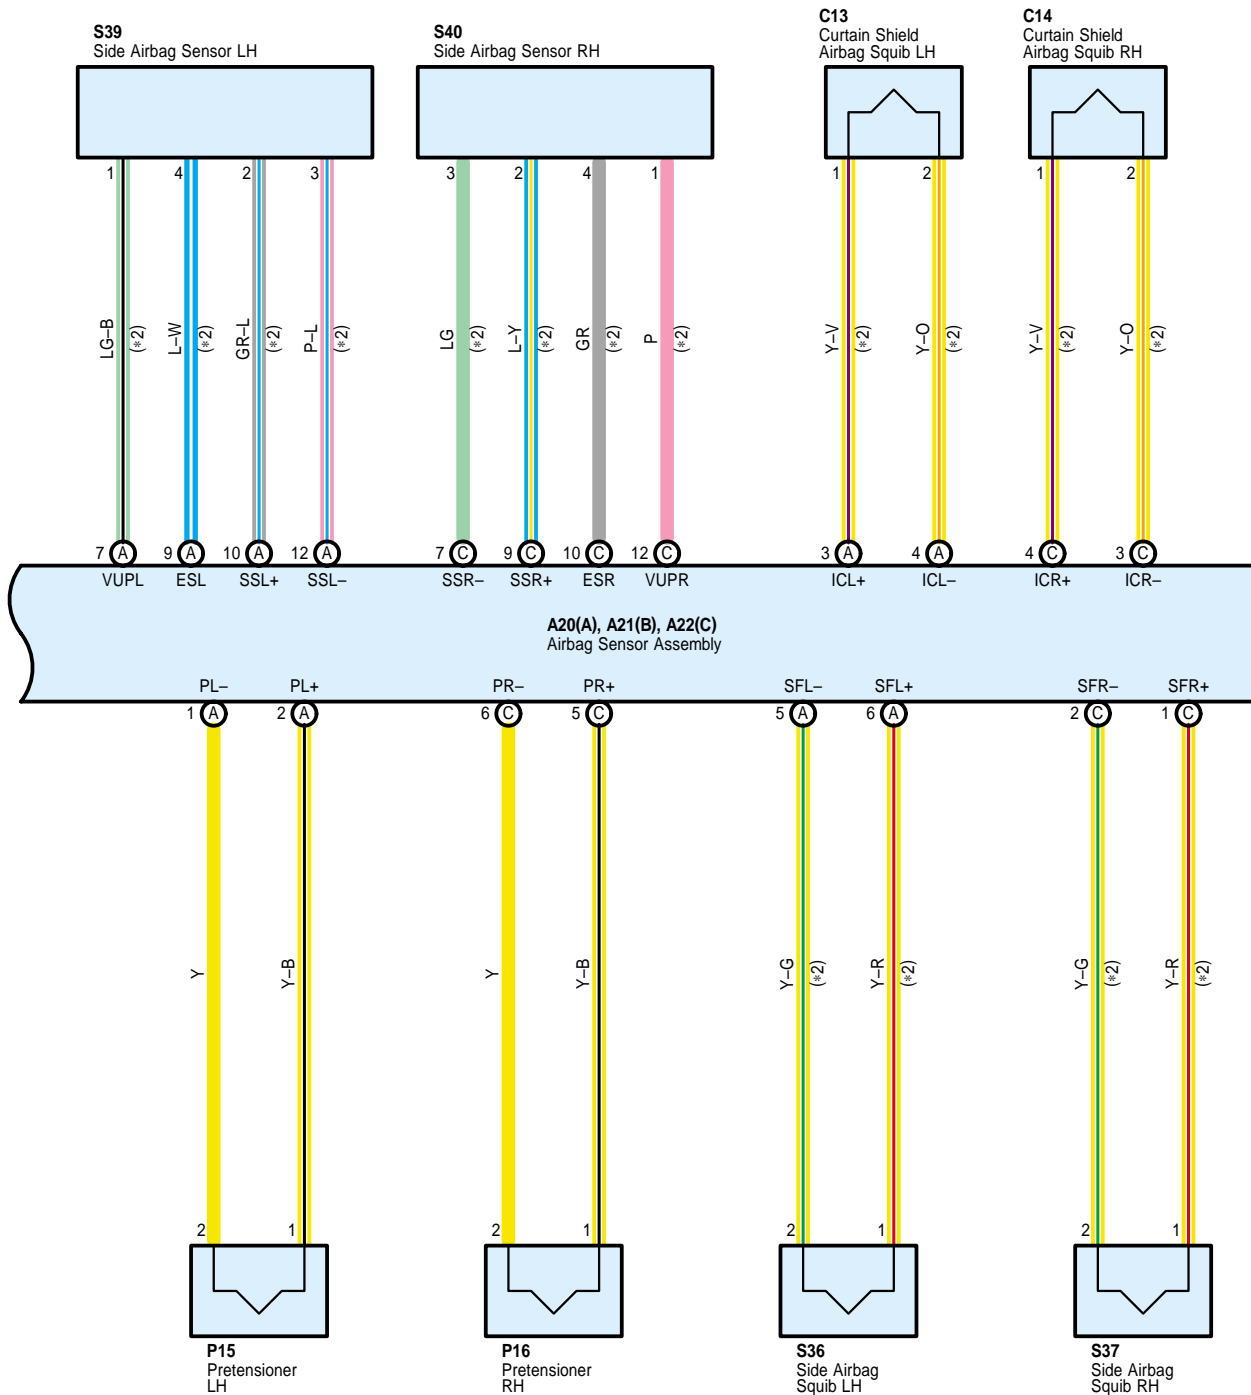 S39
Side Airbag Sensor LH
S40
Side Airbag Sensor RH
C13
Curtain Shield
Airbag Squib LH
C14
Curtain Shield
Airbag Squib RH
1 4 2 3 3 2 4 1 1 2 1 2
LG–B
(*2)
L–W
(*2)
GR–L
(*2)
P–L
(*2)
LG
(*2)
L–Y
(*2)
GR
(*2)
P
(*2)
Y–V
(*2)
Y–O
(*2)
Y–V
(*2)
Y–O
(*2)
7 A 9 A 10 A 12 A 7 C 9 C 10 C 12 C 3 A 4 A 4 C 3 C
VUPL ESL SSL+ SSL– SSR– SSR+ ESR VUPR ICL+ ICL– ICR+ ICR–
A20(A), A21(B), A22(C)
Airbag Sensor Assembly
PL– PL+ PR– PR+ SFL– SFL+ SFR– SFR+
1 A 2 A 6 C 5 C 5 A 6 A 2 C 1 C
Y
Y–B
Y
Y–B
Y–G
(*2)
Y–R
(*2)
Y–G
(*2)
Y–R
(*2)
2 1 2 1 2 1 2 1
P15
Pretensioner
LH
P16
Pretensioner
RH
S36
Side Airbag
Squib LH
S37
Side Airbag
Squib RH